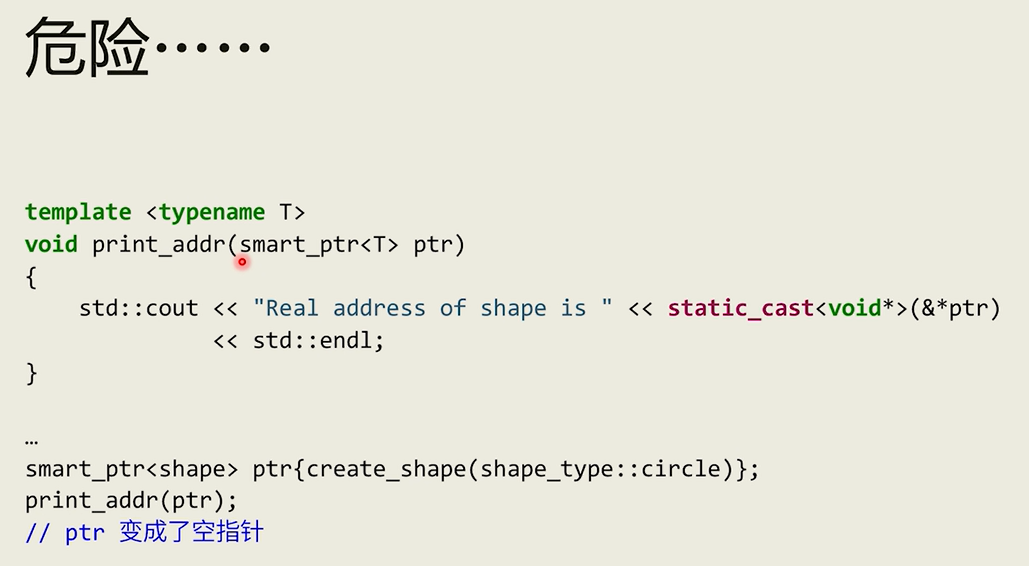 危险……
template <typename T>
void print_addr(smart_ptr<T> ptr)
{
    std::cout << "Real address of shape is " << static_cast<void*>(&*ptr)
              << std::endl;
}
…
smart_ptr<shape> ptr{create_shape(shape_type::circle)};
print_addr(ptr);
// ptr 变成了空指针